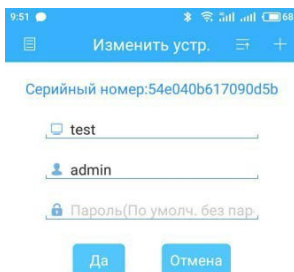 9:51 68
Изменить устр.
Серийный номер:54e040b617090d5b
test
admin
Пароль(По умолч. без пар
Да Отмена